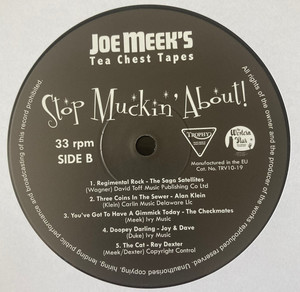 JOE MEEK'S
Tea Chest Tapes
Stop Muckin' About!
33 rpm
SIDE B
TROPHY
Western Star
Manufactured in the EU
Cat. No. TRV10-19
1. Regimental Rock - The Saga Satellites
(Wagner) David Toff Music Publishing Co Ltd
2. Three Coins In The Sewer - Alan Klein
(Klein) Carlin Music Delaware Llc
3. You've Got To Have A Gimmick Today - The Checkmates
(Meek) Ivy Music
4. Doopey Darling - Joy & Dave
(Duke) Ivy Music
5. The Cat - Ray Dexter
(Meek/Dexter) Copyright Control
All rights of the owner and of the producer of the works reproduced reserved. Unauthorised copying, hiring, lending, public performance and broadcasting of this record prohibited.